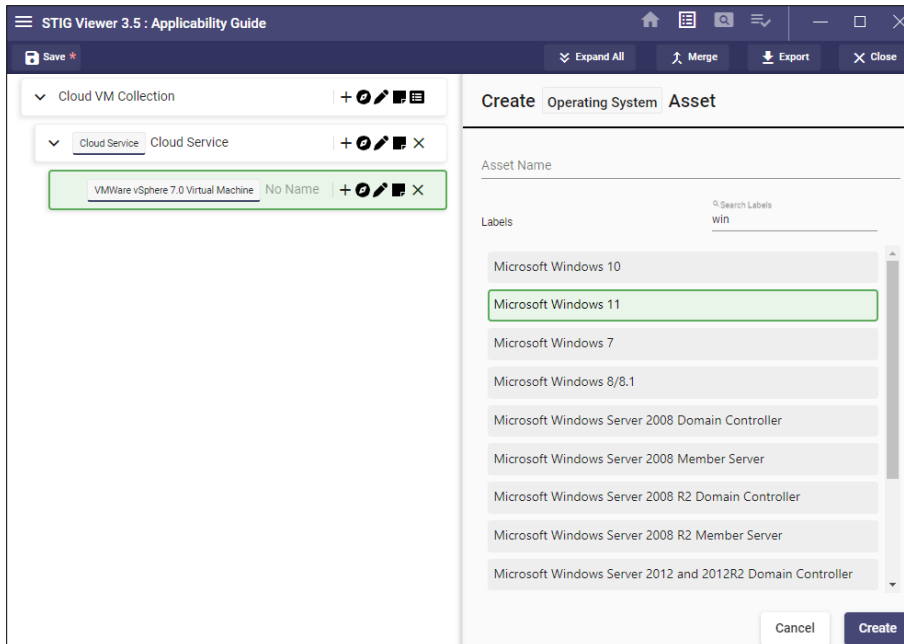 STIG Viewer 3.5 : Applicability Guide
Save *
Expand All
Merge
Export
Close
Cloud VM Collection
Cloud Service Cloud Service
VMWare vSphere 7.0 Virtual Machine No Name
Create Operating System Asset
Asset Name
Labels
Search Labels
win
Microsoft Windows 10
Microsoft Windows 11
Microsoft Windows 7
Microsoft Windows 8/8.1
Microsoft Windows Server 2008 Domain Controller
Microsoft Windows Server 2008 Member Server
Microsoft Windows Server 2008 R2 Domain Controller
Microsoft Windows Server 2008 R2 Member Server
Microsoft Windows Server 2012 and 2012R2 Domain Controller
Cancel
Create